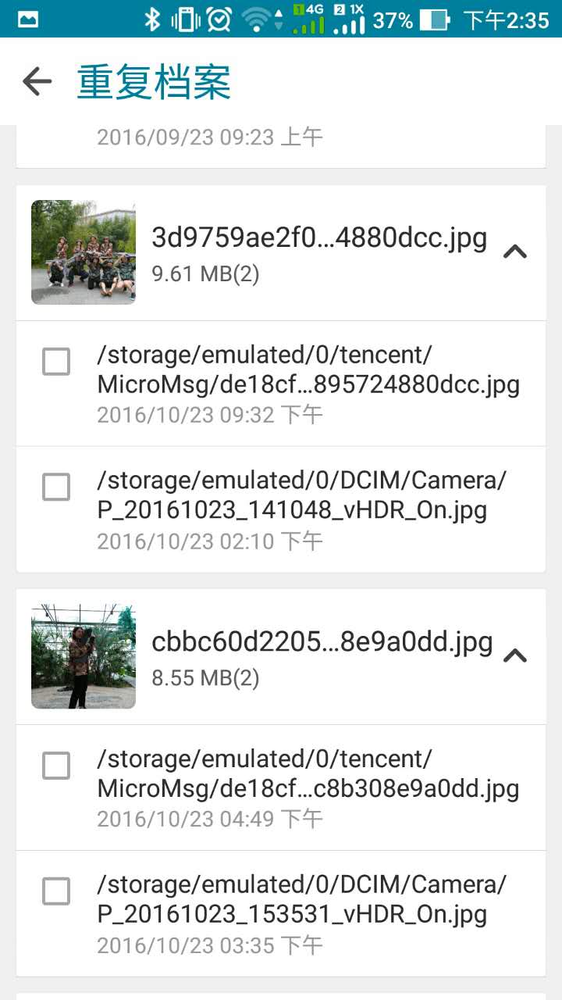 1 4G 2 1X 37% 下午2:35
重复档案
2016/09/23 09:23 上午
3d9759ae2f0...4880dcc.jpg
9.61 MB(2)
/storage/emulated/0/tencent/
MicroMsg/de18cf...895724880dcc.jpg
2016/10/23 09:32 下午
/storage/emulated/0/DCIM/Camera/
P_20161023_141048_vHDR_On.jpg
2016/10/23 02:10 下午
cbbc60d2205...8e9a0dd.jpg
8.55 MB(2)
/storage/emulated/0/tencent/
MicroMsg/de18cf...c8b308e9a0dd.jpg
2016/10/23 04:49 下午
/storage/emulated/0/DCIM/Camera/
P_20161023_153531_vHDR_On.jpg
2016/10/23 03:35 下午